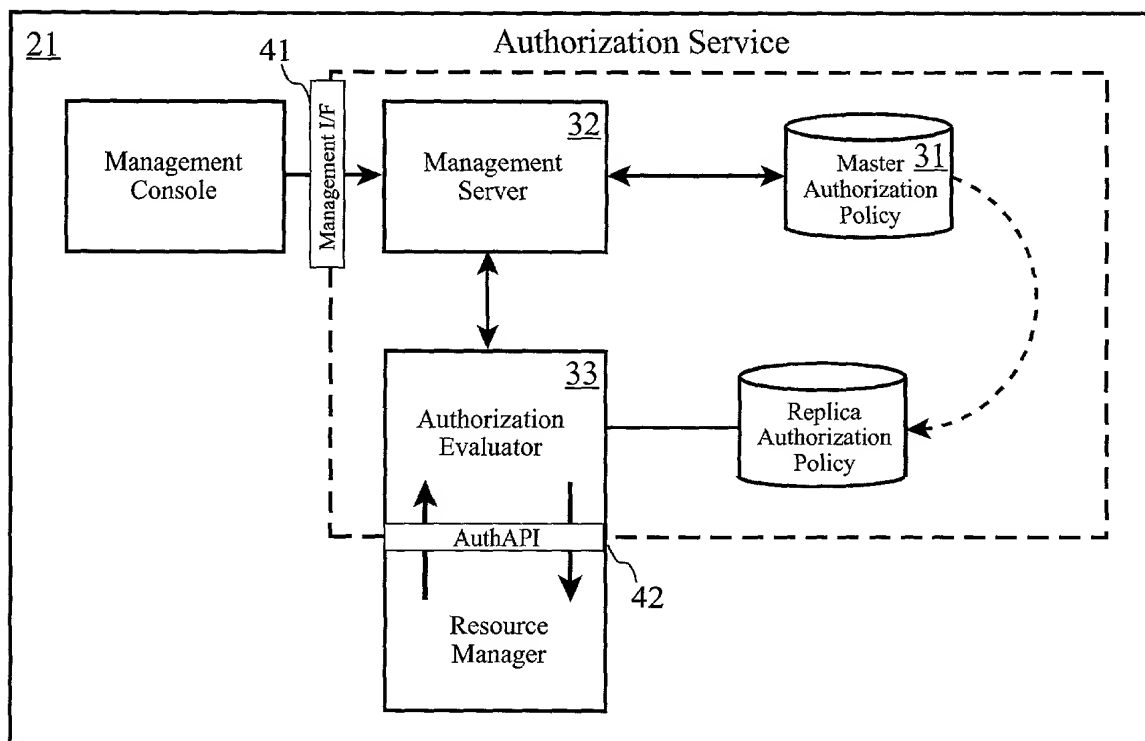 21
Authorization Service
41
Management I/F
Management
Console
32
Management
Server
31
Master
Authorization
Policy
33
Authorization
Evaluator
Replica
Authorization
Policy
AuthAPI
42
Resource
Manager